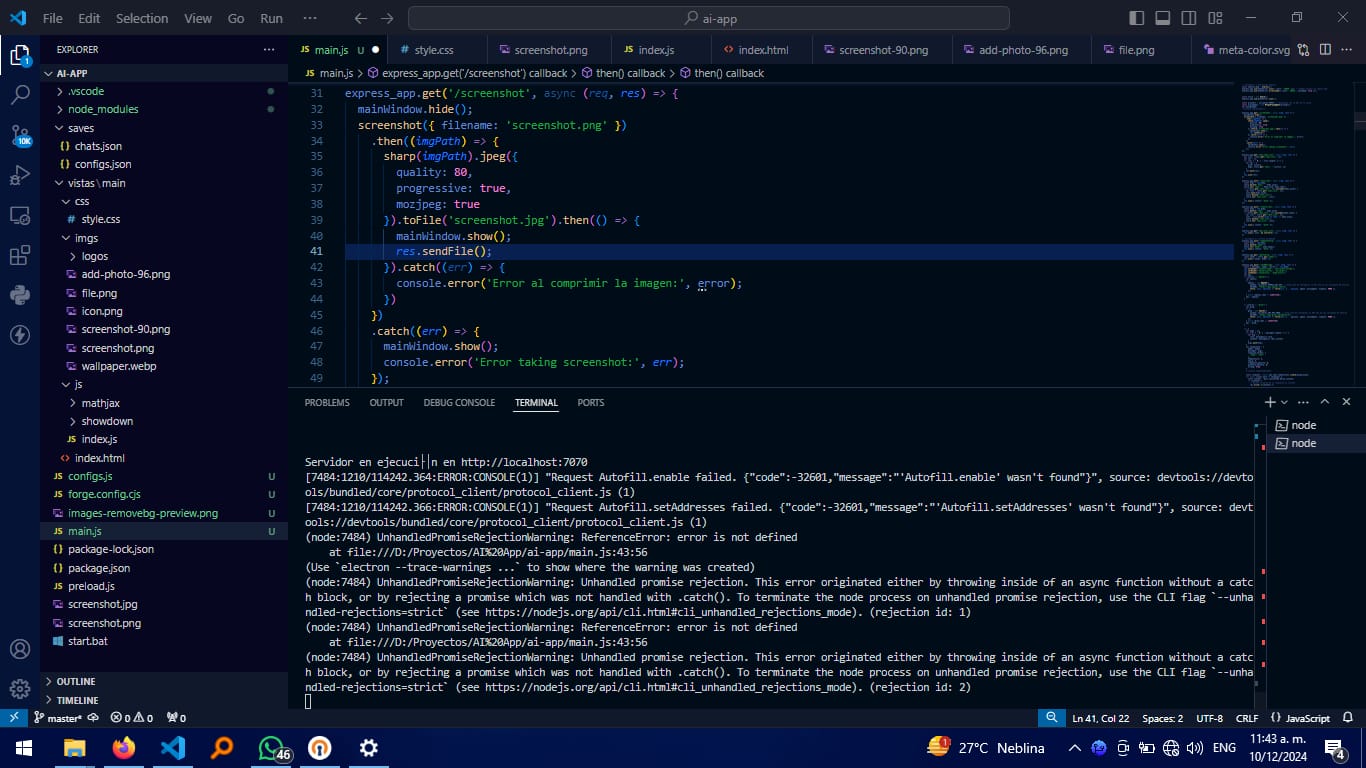 File Edit Selection View Go Run ··· ai-app
EXPLORER ···
AI-APP
.vscode
node_modules
saves
{} chats.json
{} configs.json
vistas\main
css
# style.css
imgs
logos
add-photo-96.png
file.png
icon.png
screenshot-90.png
screenshot.png
wallpaper.webp
js
mathjax
showdown
JS index.js
<> index.html
JS configs.js U
JS forge.config.cjs U
images-removebg-preview.png U
JS main.js U
{} package-lock.json
{} package.json
JS preload.js
screenshot.jpg
screenshot.png
start.bat
OUTLINE
TIMELINE
1
10K
JS main.js U # style.css screenshot.png JS index.js <> index.html screenshot-90.png add-photo-96.png file.png meta-color.svg ···
JS main.js > express_app.get('/screenshot') callback > then() callback > then() callback
31 express_app.get('/screenshot', async (req, res) => {
32 mainWindow.hide();
33 screenshot({ filename: 'screenshot.png' })
34 .then((imgPath) => {
35 sharp(imgPath).jpeg({
36 quality: 80,
37 progressive: true,
38 mozjpeg: true
39 }).toFile('screenshot.jpg').then(() => {
40 mainWindow.show();
41 res.sendFile();
42 }).catch((err) => {
43 console.error('Error al comprimir la imagen:', error);
44 })
45 })
46 .catch((err) => {
47 mainWindow.show();
48 console.error('Error taking screenshot:', err);
49 });
PROBLEMS OUTPUT DEBUG CONSOLE TERMINAL PORTS
node
node
Servidor en ejecuci├│n en http://localhost:7070
[7484:1210/114242.364:ERROR:CONSOLE(1)] "Request Autofill.enable failed. {"code":-32601,"message":"'Autofill.enable' wasn't found"}", source: devtools://devto
ols/bundled/core/protocol_client/protocol_client.js (1)
[7484:1210/114242.366:ERROR:CONSOLE(1)] "Request Autofill.setAddresses failed. {"code":-32601,"message":"'Autofill.setAddresses' wasn't found"}", source: devt
ools://devtools/bundled/core/protocol_client/protocol_client.js (1)
(node:7484) UnhandledPromiseRejectionWarning: ReferenceError: error is not defined
at file:///D:/Proyectos/AI%20App/ai-app/main.js:43:56
(Use `electron --trace-warnings ...` to show where the warning was created)
(node:7484) UnhandledPromiseRejectionWarning: Unhandled promise rejection. This error originated either by throwing inside of an async function without a catc
h block, or by rejecting a promise which was not handled with .catch(). To terminate the node process on unhandled promise rejection, use the CLI flag `--unha
ndled-rejections=strict` (see https://nodejs.org/api/cli.html#cli_unhandled_rejections_mode). (rejection id: 1)
(node:7484) UnhandledPromiseRejectionWarning: ReferenceError: error is not defined
at file:///D:/Proyectos/AI%20App/ai-app/main.js:43:56
(node:7484) UnhandledPromiseRejectionWarning: Unhandled promise rejection. This error originated either by throwing inside of an async function without a catc
h block, or by rejecting a promise which was not handled with .catch(). To terminate the node process on unhandled promise rejection, use the CLI flag `--unha
ndled-rejections=strict` (see https://nodejs.org/api/cli.html#cli_unhandled_rejections_mode). (rejection id: 2)
master* 0 0 0 Ln 41, Col 22 Spaces: 2 UTF-8 CRLF {} JavaScript
46 1 27°C Neblina ENG 11:43 a. m. 4
10/12/2024